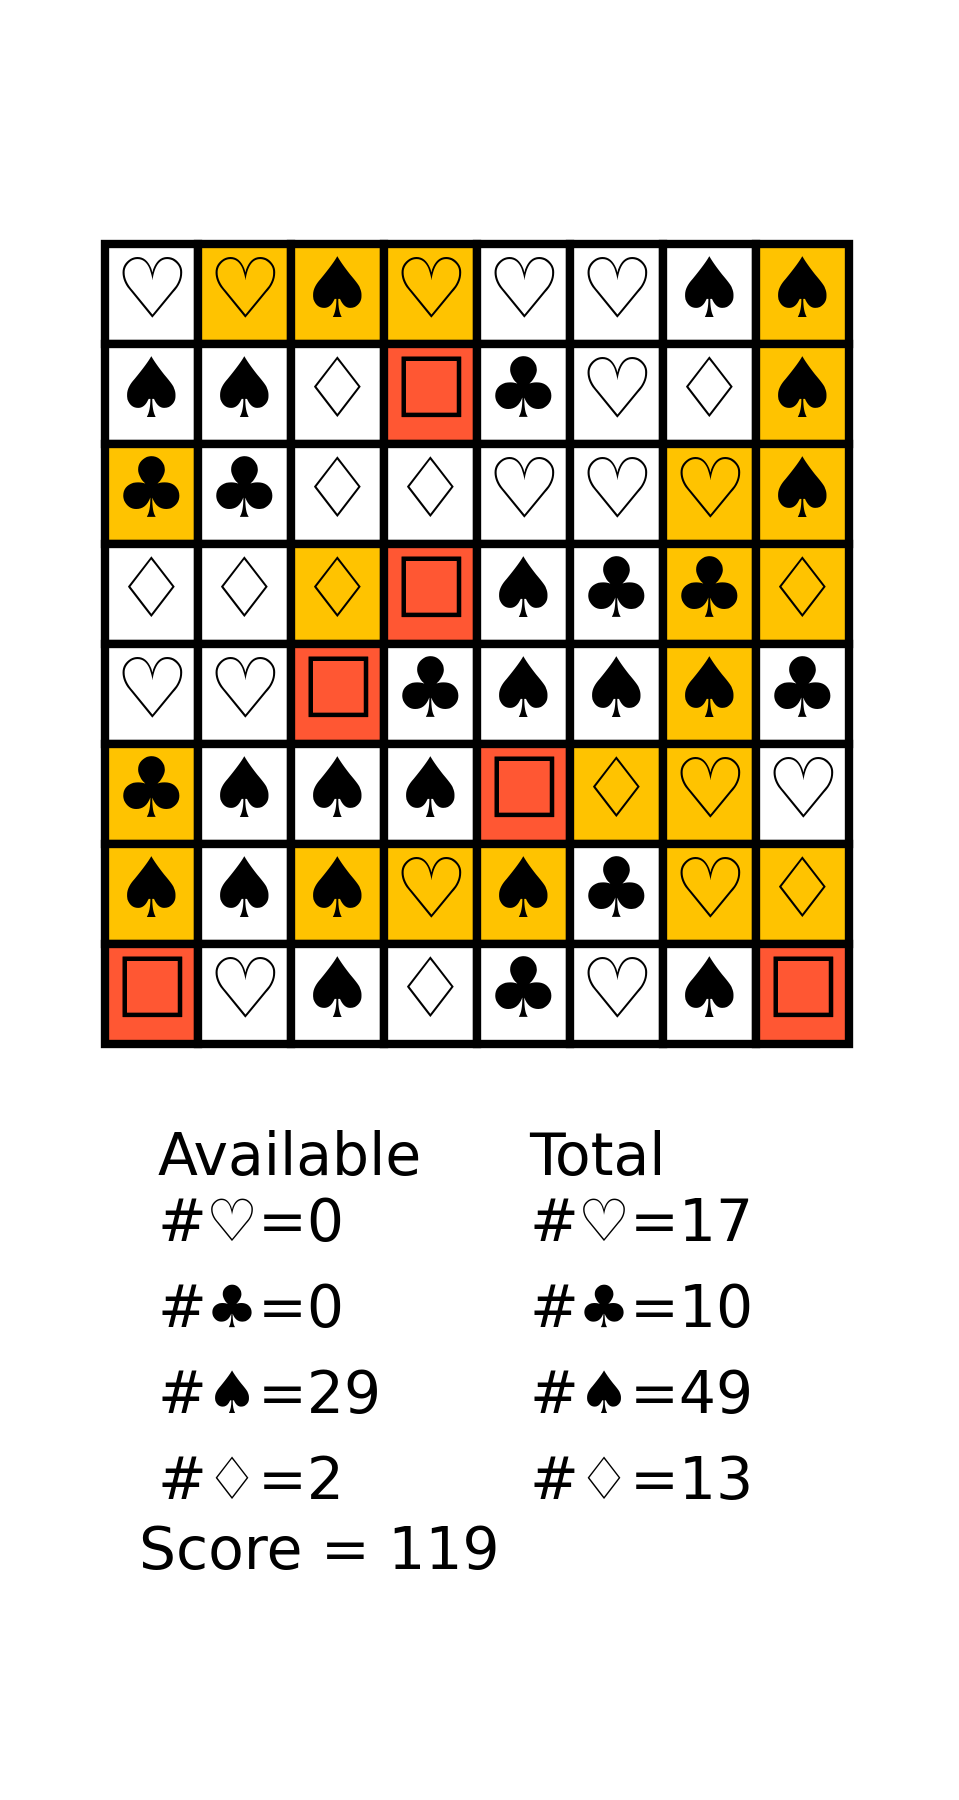 ♡ ♡ ♠ ♡ ♡ ♡ ♠ ♠
♠ ♠ ♢ □ ♣ ♡ ♢ ♠
♣ ♣ ♢ ♢ ♡ ♡ ♡ ♠
♢ ♢ ♢ □ ♠ ♣ ♣ ♢
♡ ♡ □ ♣ ♠ ♠ ♠ ♣
♣ ♠ ♠ ♠ □ ♢ ♡ ♡
♠ ♠ ♠ ♡ ♠ ♣ ♡ ♢
□ ♡ ♠ ♢ ♣ ♡ ♠ □
Available Total
#♡=0 #♡=17
#♣=0 #♣=10
#♠=29 #♠=49
#♢=2 #♢=13
Score = 119